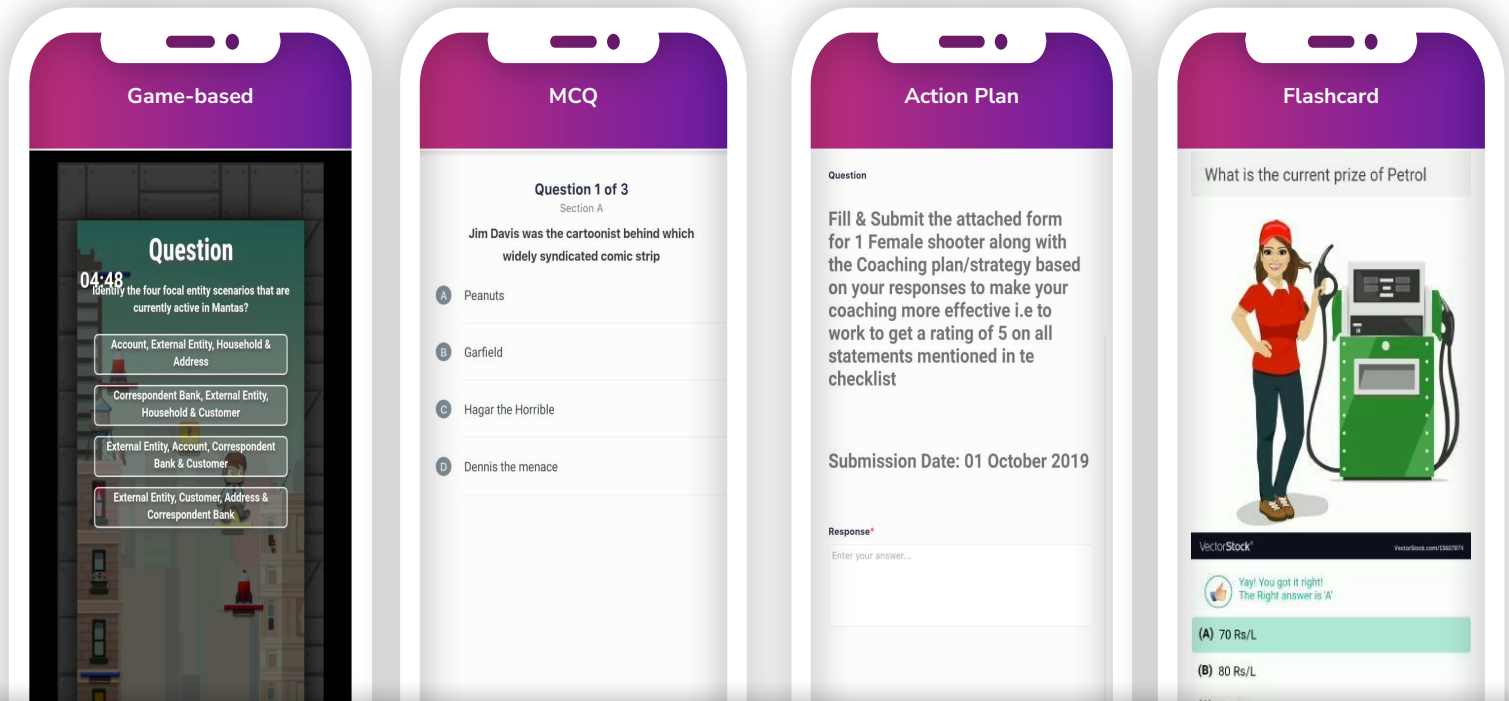 Game-based
Question
04:48
Identify the four focal entity scenarios that are
currently active in Mantas?
Account, External Entity, Household &
Address
Correspondent Bank, External Entity,
Household & Customer
External Entity, Account, Correspondent
Bank & Customer
External Entity, Customer, Address &
Correspondent Bank
MCQ
Question 1 of 3
Section A
Jim Davis was the cartoonist behind which
widely syndicated comic strip
A Peanuts
B Garfield
C Hagar the Horrible
D Dennis the menace
Action Plan
Question
Fill & Submit the attached form
for 1 Female shooter along with
the Coaching plan/strategy based
on your responses to make your
coaching more effective i.e to
work to get a rating of 5 on all
statements mentioned in te
checklist
Submission Date: 01 October 2019
Response*
Enter your answer...
Flashcard
What is the current prize of Petrol
VectorStock®
VectorStock.com/13607874
Yay! You got it right!
The Right answer is 'A'
(A) 70 Rs/L
(B) 80 Rs/L